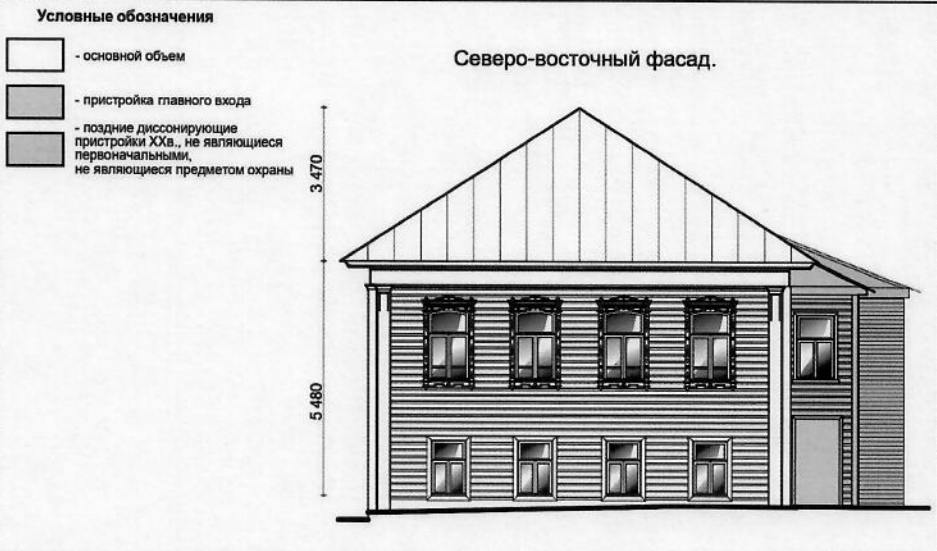 Условные обозначения
- основной объем
- пристройка главного входа
- поздние диссонирующие
пристройки XXв., не являющиеся
первоначальными,
не являющиеся предметом охраны
Северо-восточный фасад.
3 470
5 480